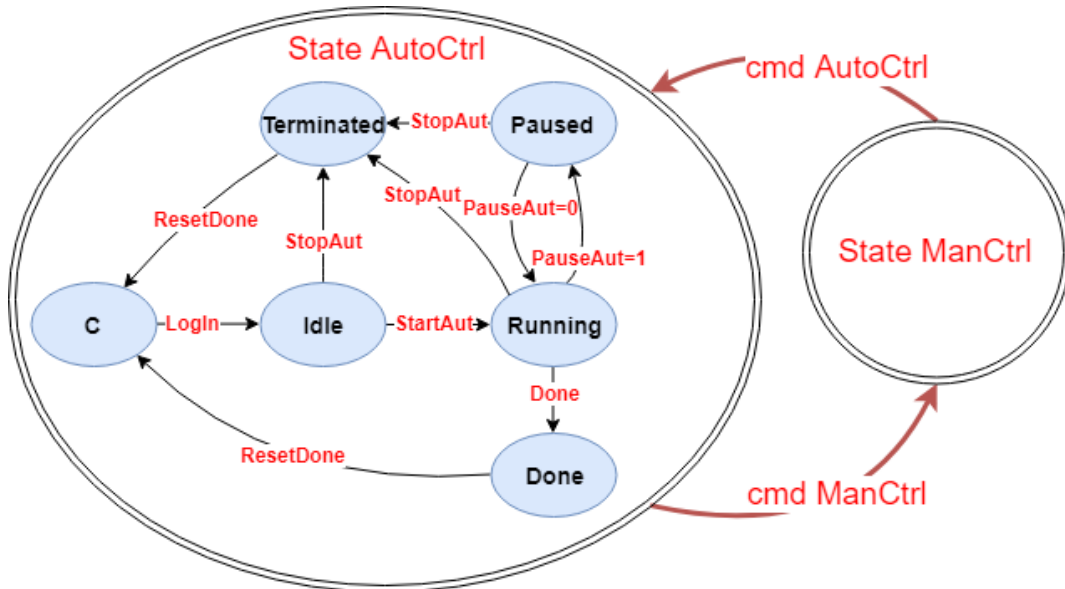 State AutoCtrl
cmd AutoCtrl
Terminated
StopAut
Paused
StopAut
PauseAut=0
ResetDone
StopAut
PauseAut=1
State ManCtrl
C
LogIn
Idle
StartAut
Running
Done
ResetDone
Done
cmd ManCtrl